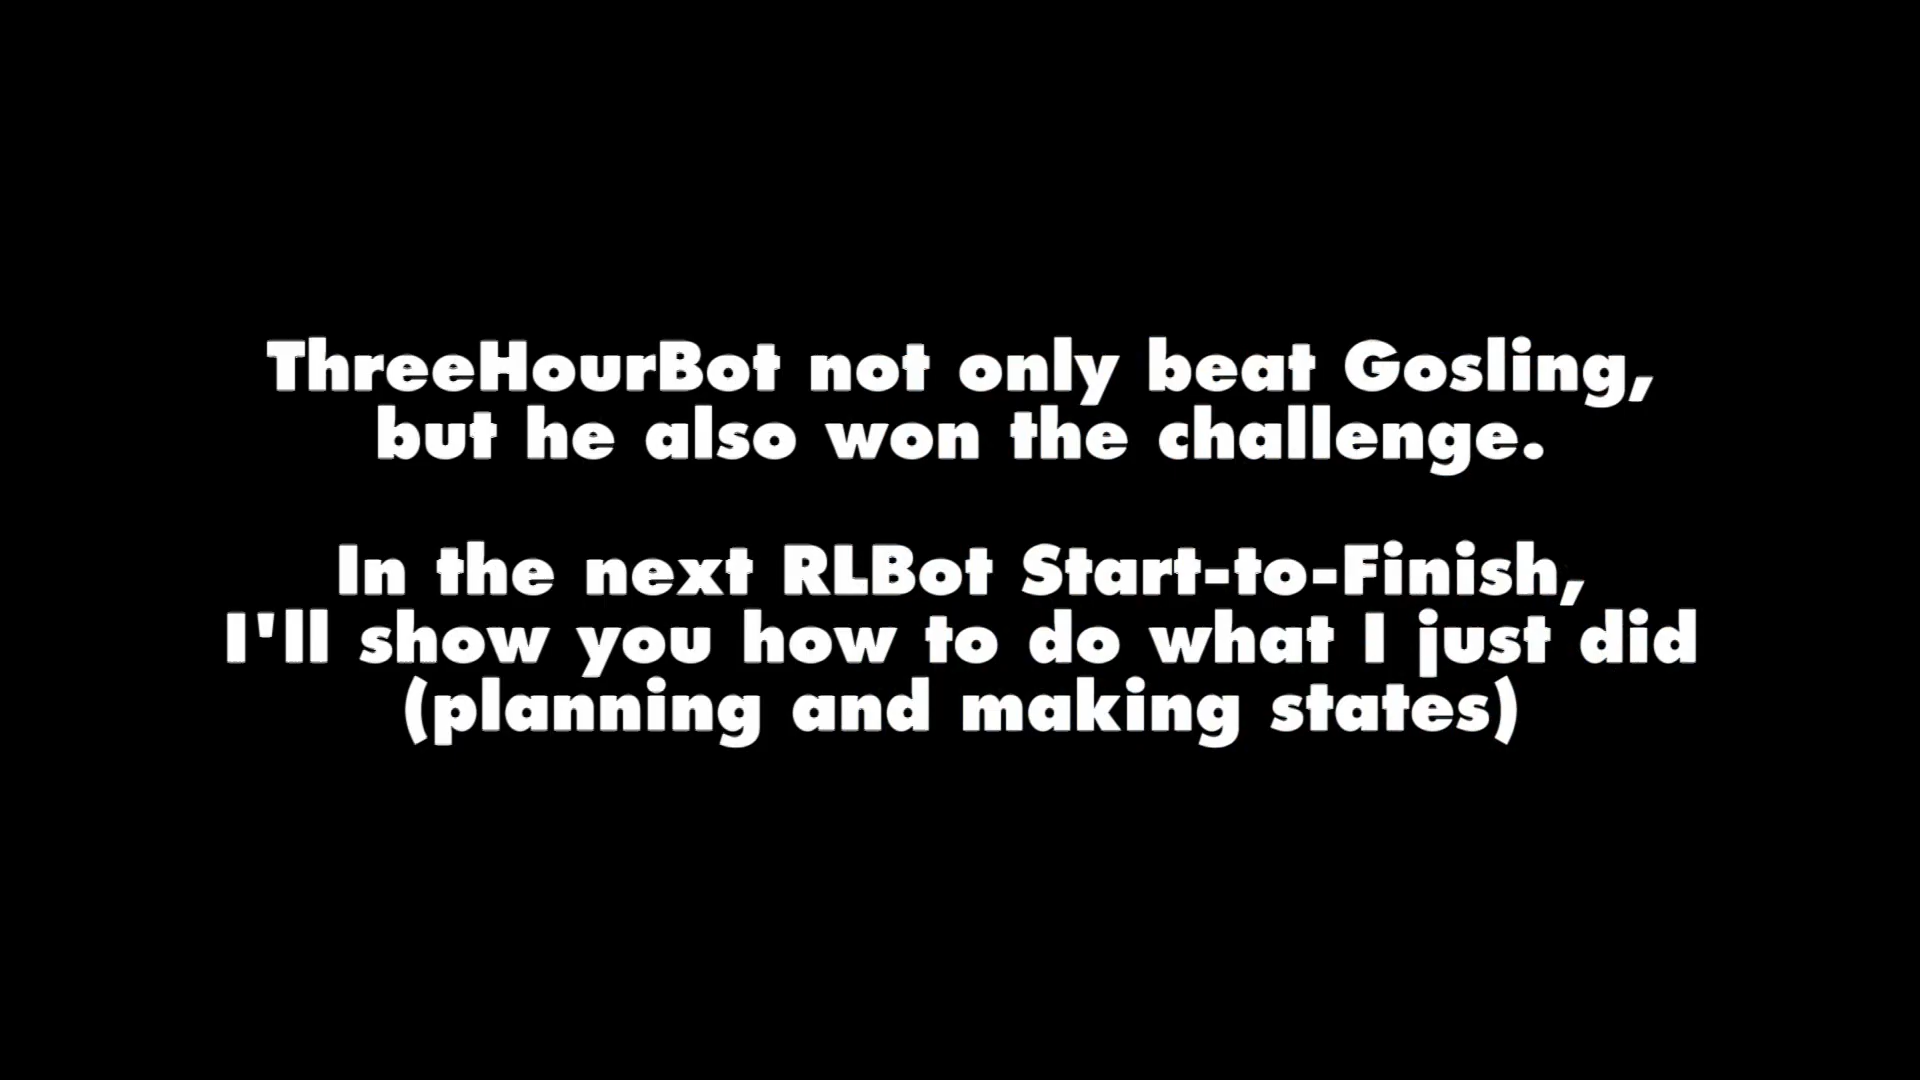 ThreeHourBot not only beat Gosling,
but he also won the challenge.
In the next RLBot Start-to-Finish,
I'll show you how to do what I just did
(planning and making states)